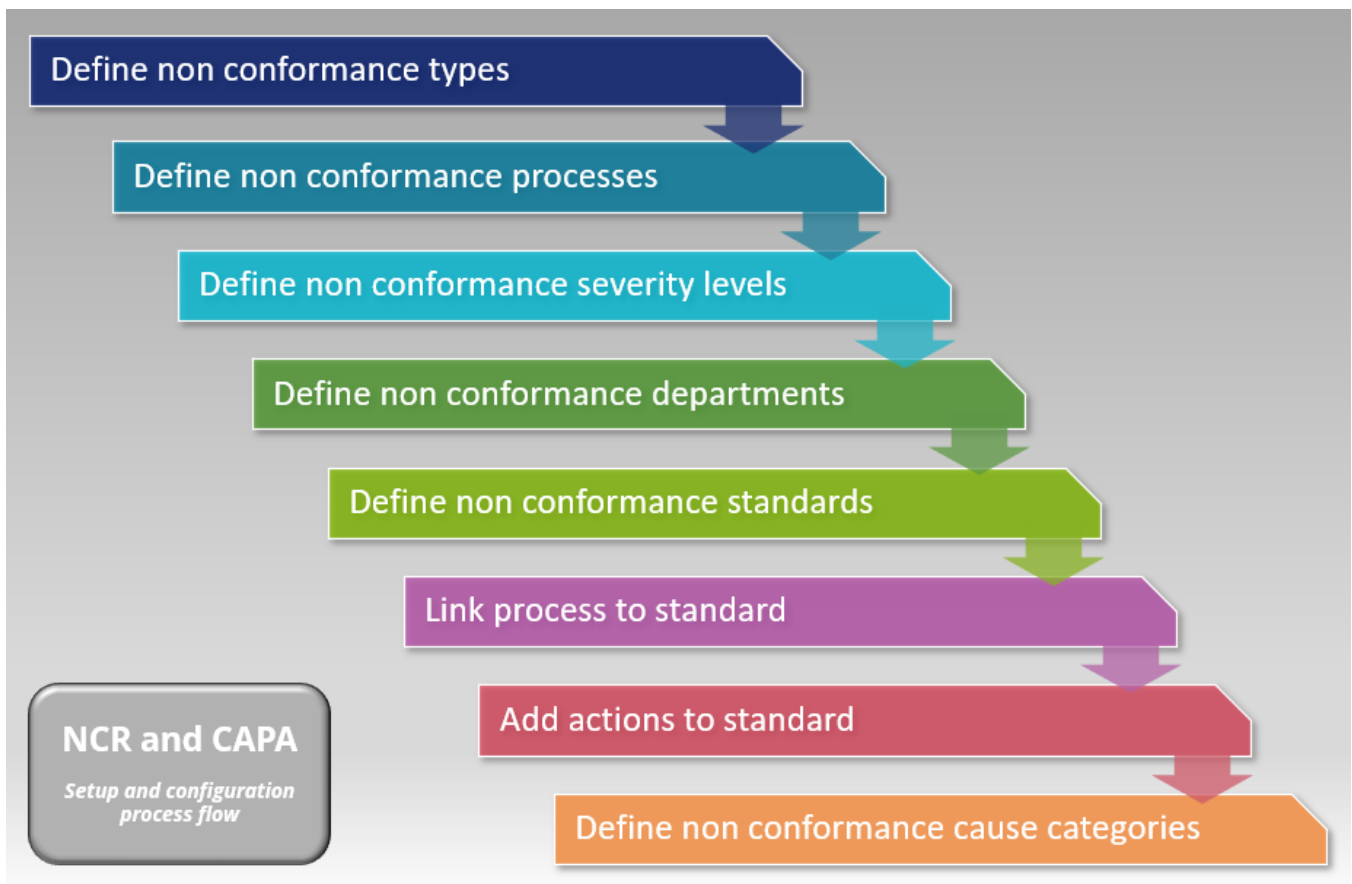 Define non conformance types
Define non conformance processes
Define non conformance severity levels
Define non conformance departments
Define non conformance standards
Link process to standard
Add actions to standard
Define non conformance cause categories
NCR and CAPA
Setup and configuration
process flow